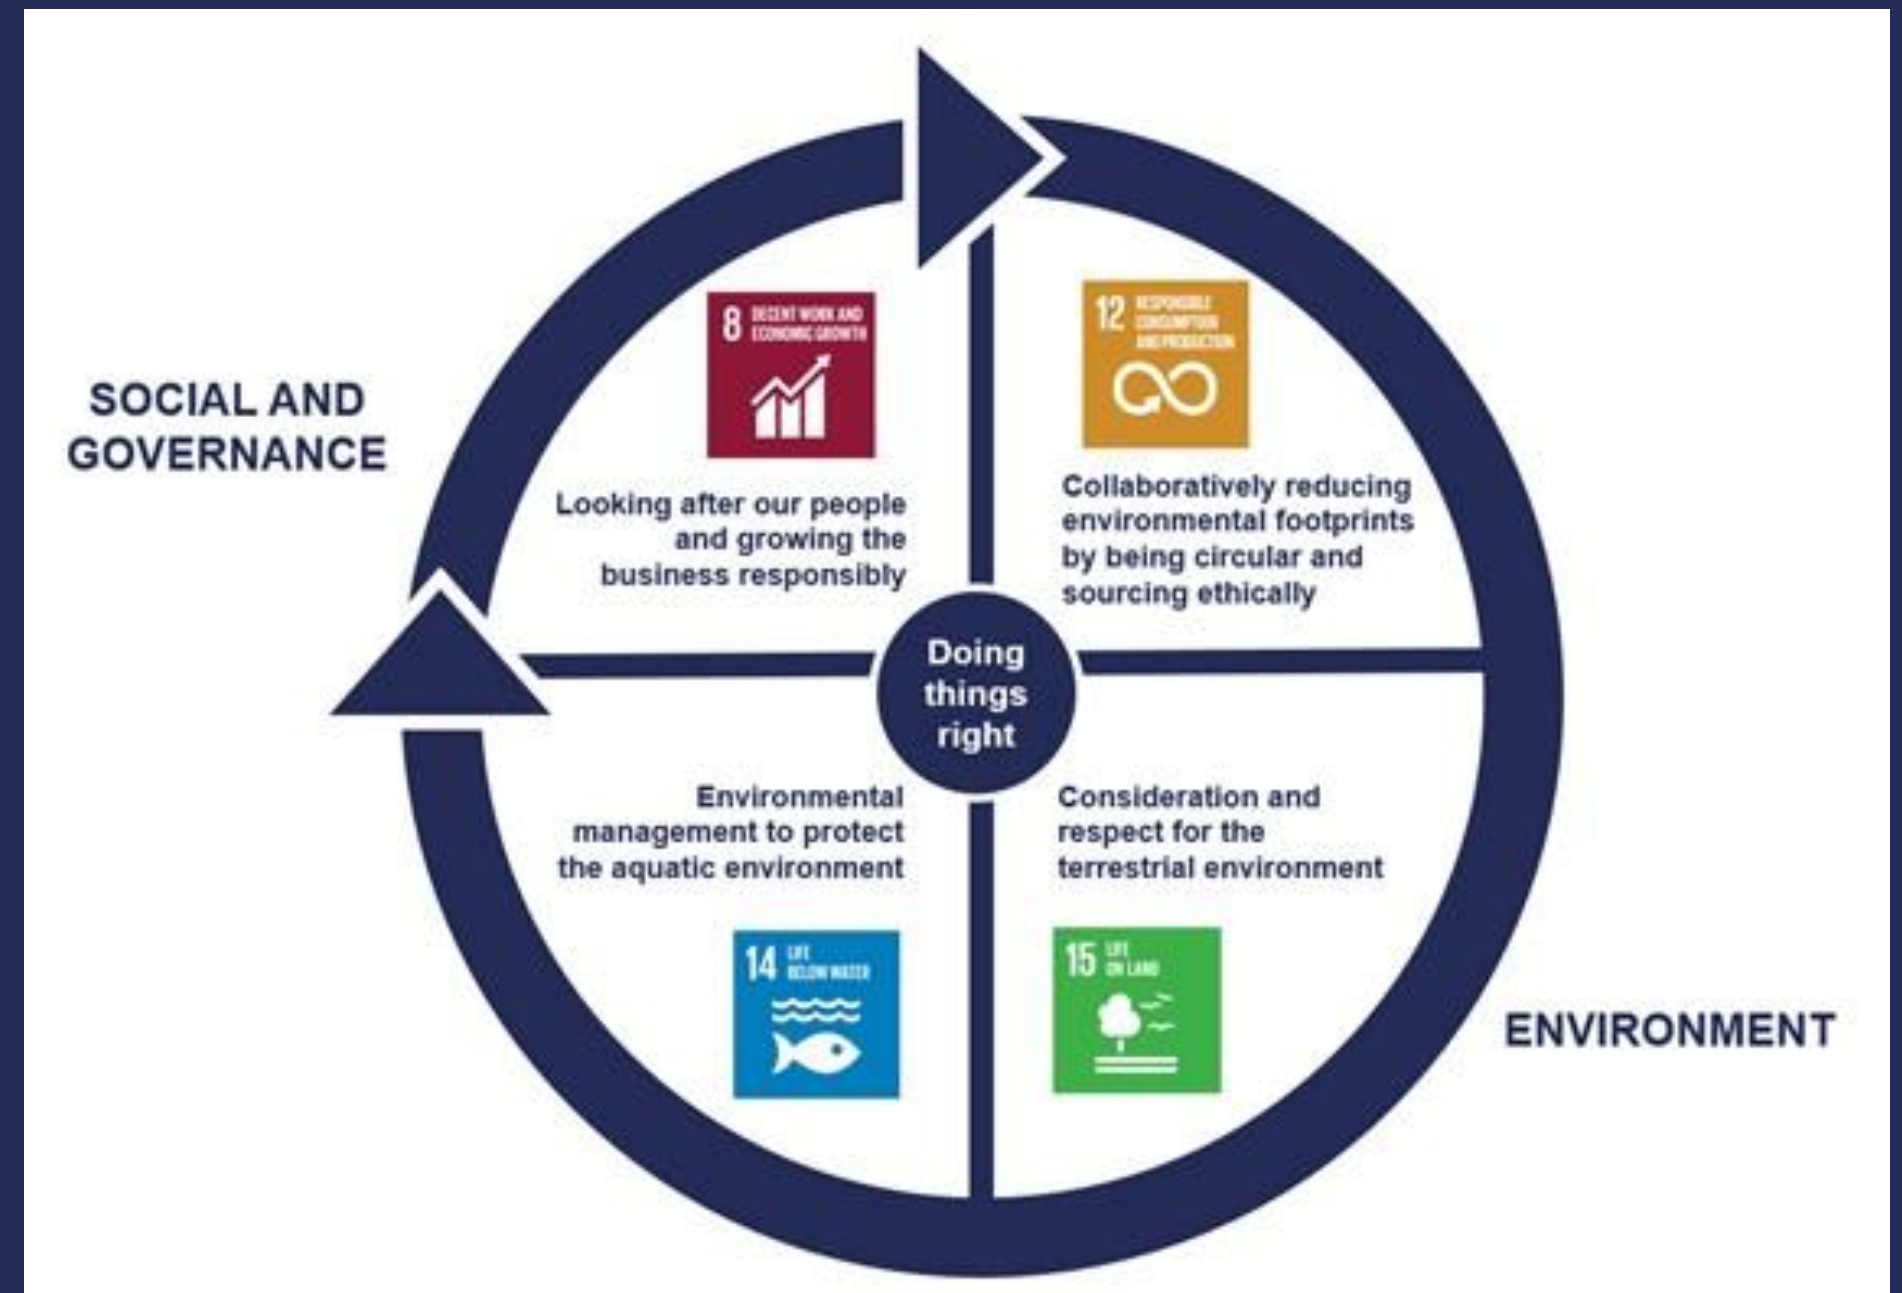 SOCIAL AND
GOVERNANCE
8 DECENT WORK AND
ECONOMIC GROWTH
Looking after our people
and growing the
business responsibly
12 RESPONSIBLE
CONSUMPTION
AND PRODUCTION
Collaboratively reducing
environmental footprints
by being circular and
sourcing ethically
Doing
things
right
Environmental
management to protect
the aquatic environment
14 LIFE
BELOW WATER
Consideration and
respect for the
terrestrial environment
15 LIFE
ON LAND
ENVIRONMENT